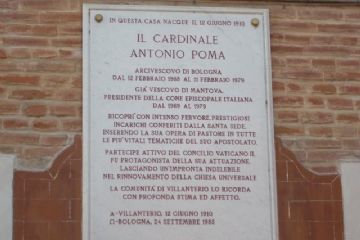 IN QUESTA CASA NACQUE IL 12 GIUGNO 1910
IL CARDINALE
ANTONIO POMA
ARCIVESCOVO DI BOLOGNA
DAL 12 FEBBRAIO 1968 AL 11 FEBBRAIO 1979
GIA' VESCOVO DI MANTOVA,
PRESIDENTE DELLA CONF. EPISCOPALE ITALIANA
DAL 1969 AL 1979
RICOPRÌ CON INTENSO FERVORE, PRESTIGIOSI
INCARICHI CONFERITI DALLA SANTA SEDE,
INSERENDO LA SUA OPERA DI PASTORE IN TUTTE
LE PIU' VITALI TEMATICHE DEL SUO APOSTOLATO.
PARTECIPE ATTIVO DEL CONCILIO VATICANO II
FU PROTAGONISTA DELLA SUA ATTUAZIONE,
LASCIANDO UN'IMPRONTA INDELEBILE
NEL RINNOVAMENTO DELLA CHIESA UNIVERSALE
LA COMUNITÀ DI VILLANTERIO LO RICORDA
CON PROFONDA STIMA ED AFFETTO.
A-VILLANTERIO, 12 GIUGNO 1910
Ω-BOLOGNA, 24 SETTEMBRE 1985